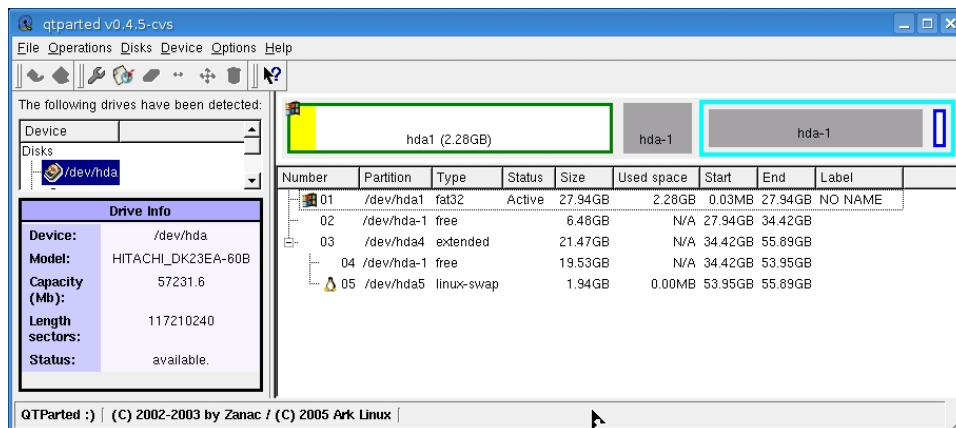 qtparted v0.4.5-cvs
File Operations Disks Device Options Help
The following drives have been detected:
Device
Disks
/dev/hda
Drive Info
Device: /dev/hda
Model: HITACHI_DK23EA-60B
Capacity (Mb): 57231.6
Length sectors: 117210240
Status: available.
hda1 (2.28GB)
hda-1
hda-1
Number Partition Type Status Size Used space Start End Label
01 /dev/hda1 fat32 Active 27.94GB 2.28GB 0.03MB 27.94GB NO NAME
02 /dev/hda-1 free 6.48GB N/A 27.94GB 34.42GB
03 /dev/hda4 extended 21.47GB N/A 34.42GB 55.89GB
04 /dev/hda-1 free 19.53GB N/A 34.42GB 53.95GB
05 /dev/hda5 linux-swap 1.94GB 0.00MB 53.95GB 55.89GB
QTParted :) (C) 2002-2003 by Zanac / (C) 2005 Ark Linux